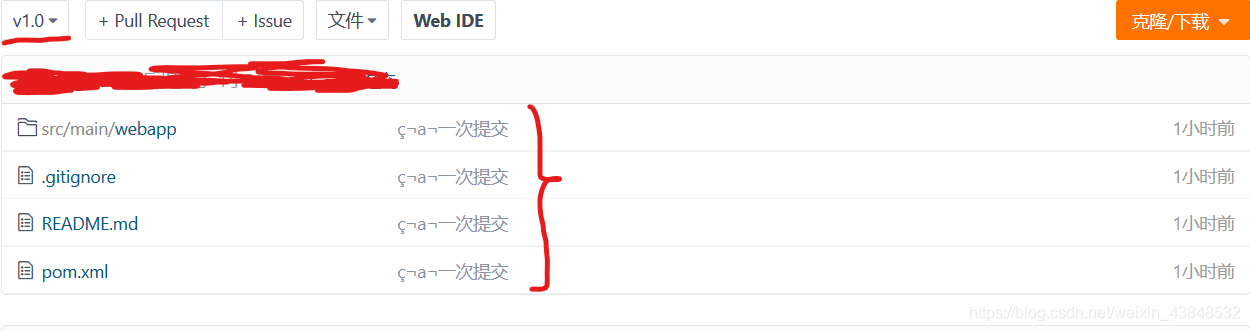 v1.0 + Pull Request + Issue 文件 Web IDE 克隆/下载
src/main/webapp ç¬a¬一次提交 1小时前
.gitignore ç¬a¬一次提交 1小时前
README.md ç¬a¬一次提交 1小时前
pom.xml ç¬a¬一次提交 1小时前
https://blog.csdn.net/weixin_43848532